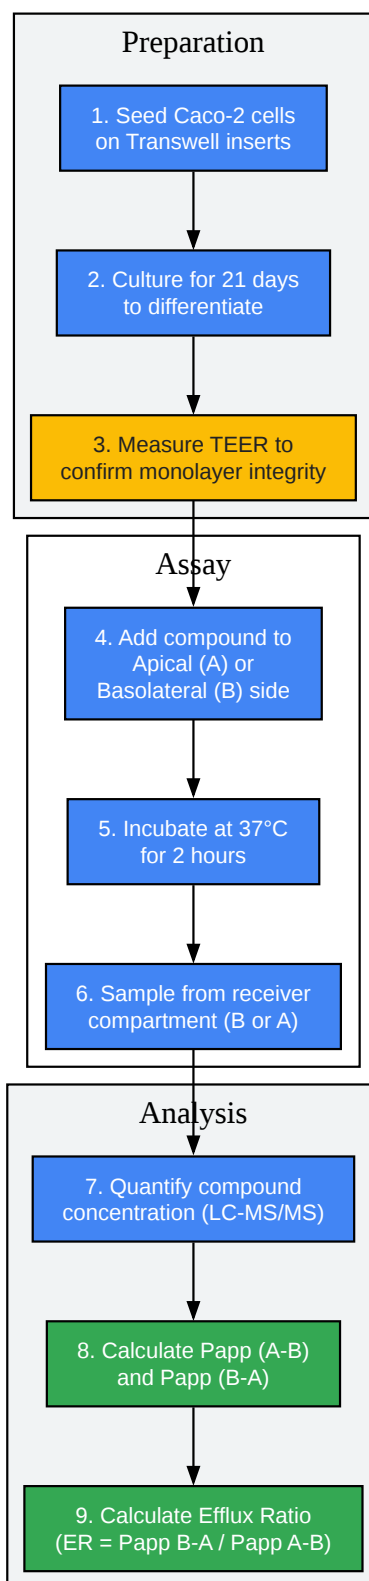 Preparation
1. Seed Caco-2 cells
on Transwell inserts
2. Culture for 21 days
to differentiate
3. Measure TEER to
confirm monolayer integrity
Assay
4. Add compound to
Apical (A) or
Basolateral (B) side
5. Incubate at 37°C
for 2 hours
6. Sample from receiver
compartment (B or A)
Analysis
7. Quantify compound
concentration (LC-MS/MS)
8. Calculate Papp (A-B)
and Papp (B-A)
9. Calculate Efflux Ratio
(ER = Papp B-A / Papp A-B)